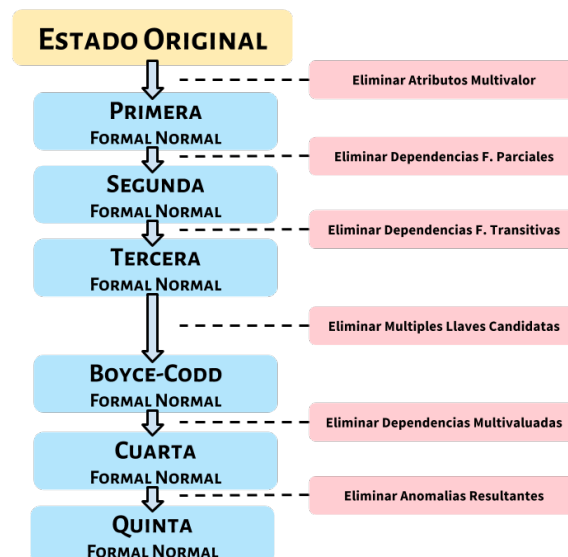 ESTADO ORIGINAL
Eliminar Atributos Multivalor
PRIMERA
FORMAL NORMAL
Eliminar Dependencias F. Parciales
SEGUNDA
FORMAL NORMAL
Eliminar Dependencias F. Transitivas
TERCERA
FORMAL NORMAL
Eliminar Multiples Llaves Candidatas
BOYCE-CODD
FORMAL NORMAL
Eliminar Dependencias Multivaluadas
CUARTA
FORMAL NORMAL
Eliminar Anomalias Resultantes
QUINTA
FORMAL NORMAL